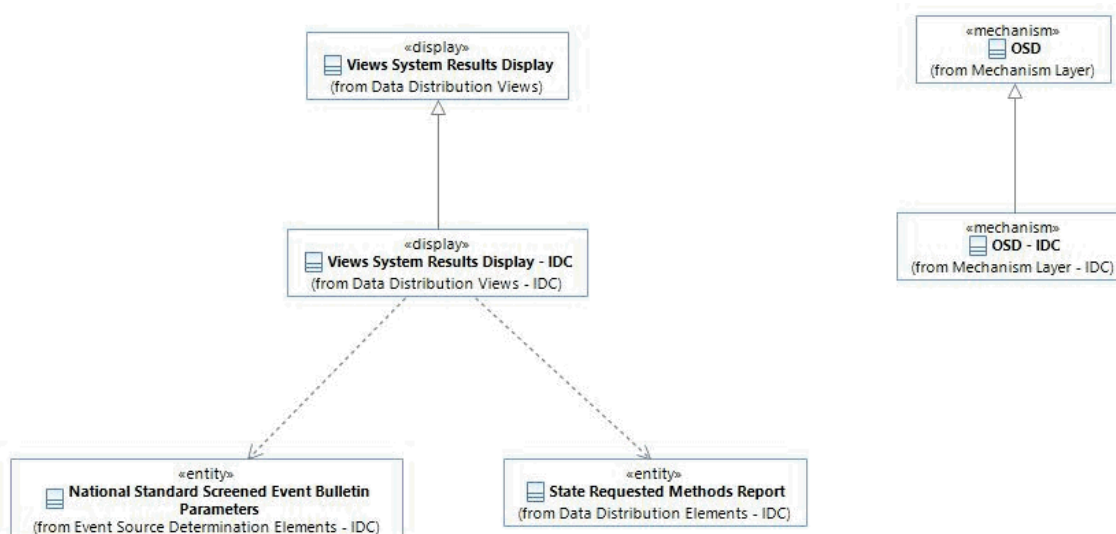 «display»
Views System Results Display
(from Data Distribution Views)
«mechanism»
OSD
(from Mechanism Layer)
«display»
Views System Results Display - IDC
(from Data Distribution Views - IDC)
«mechanism»
OSD - IDC
(from Mechanism Layer - IDC)
«entity»
National Standard Screened Event Bulletin
Parameters
(from Event Source Determination Elements - IDC)
«entity»
State Requested Methods Report
(from Data Distribution Elements - IDC)